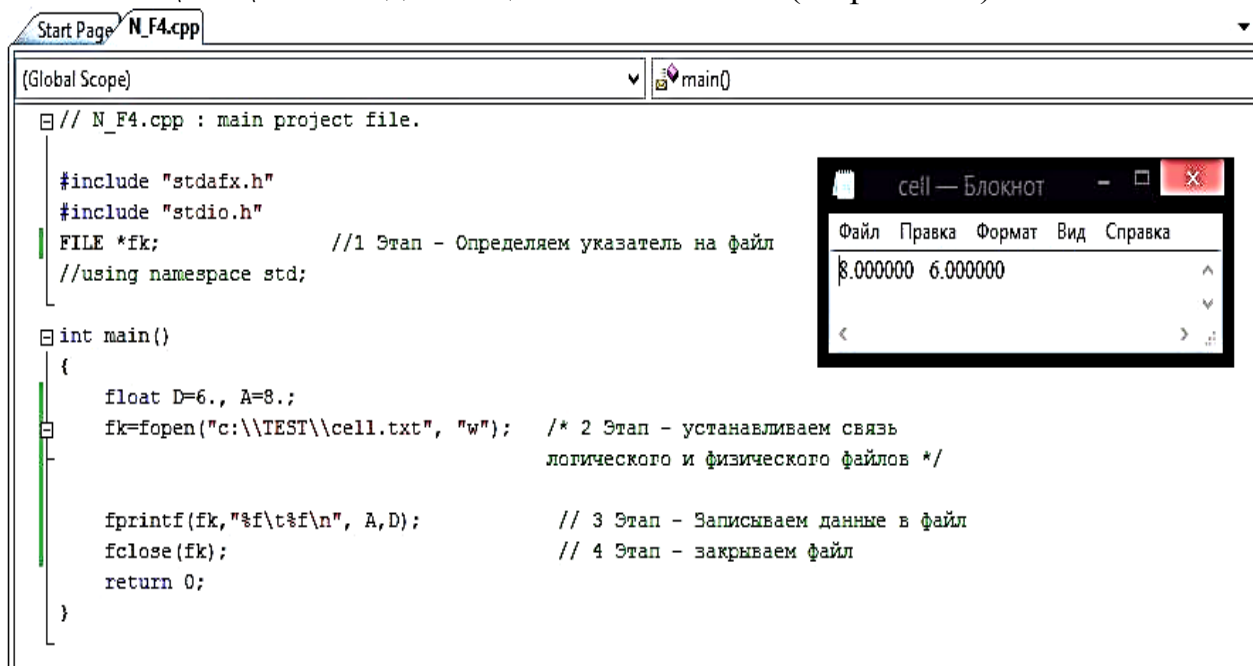 Start Page N_F4.cpp
(Global Scope) main()
// N_F4.cpp : main project file.
#include "stdafx.h"
#include "stdio.h"
FILE *fk; //1 Этап - Определяем указатель на файл
//using namespace std;
int main()
{
float D=6., A=8.;
fk=fopen("c:\\TEST\\cell.txt", "w"); /* 2 Этап - устанавливаем связь
логического и физического файлов */
fprintf(fk,"%f\t%f\n", A,D); // 3 Этап - Записываем данные в файл
fclose(fk); // 4 Этап - закрываем файл
return 0;
}
cell — Блокнот
Файл Правка Формат Вид Справка
8.000000 6.000000